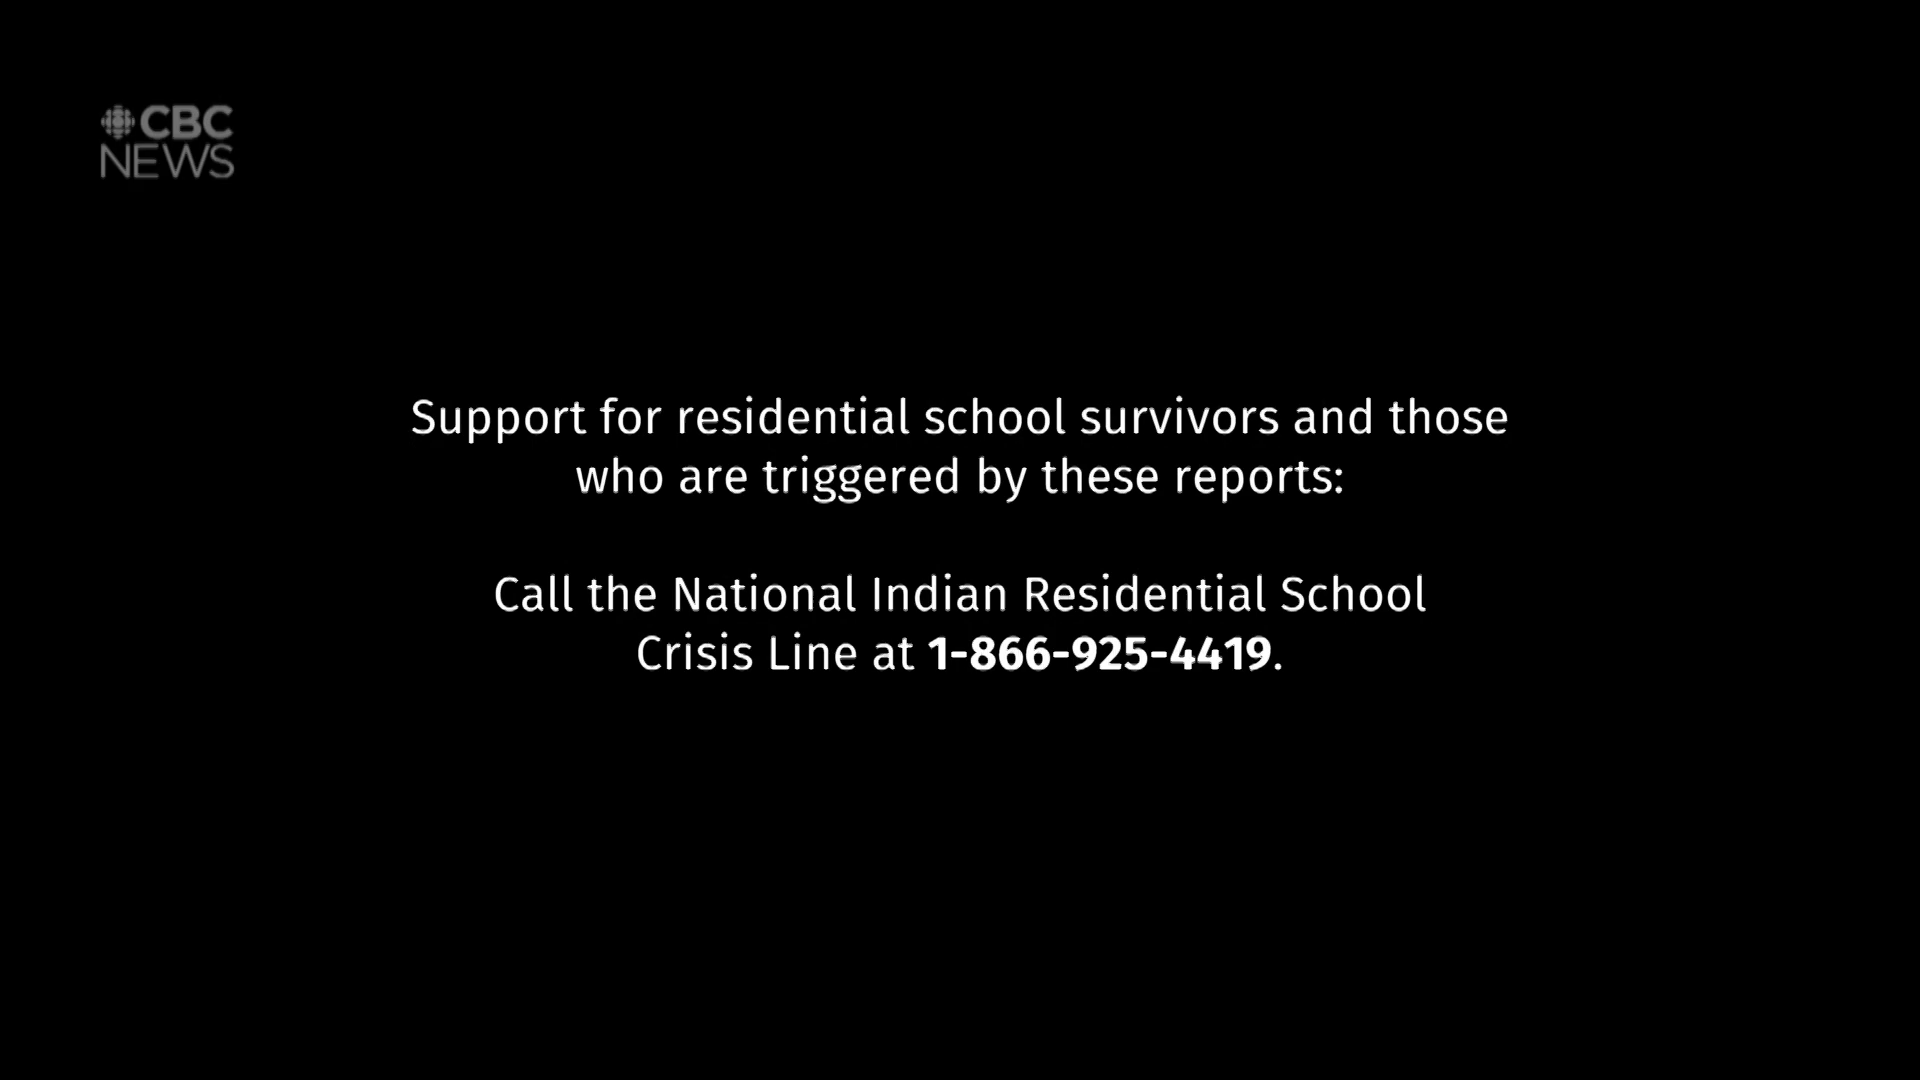 CBC
NEWS
Support for residential school survivors and those
who are triggered by these reports:
Call the National Indian Residential School
Crisis Line at 1-866-925-4419.